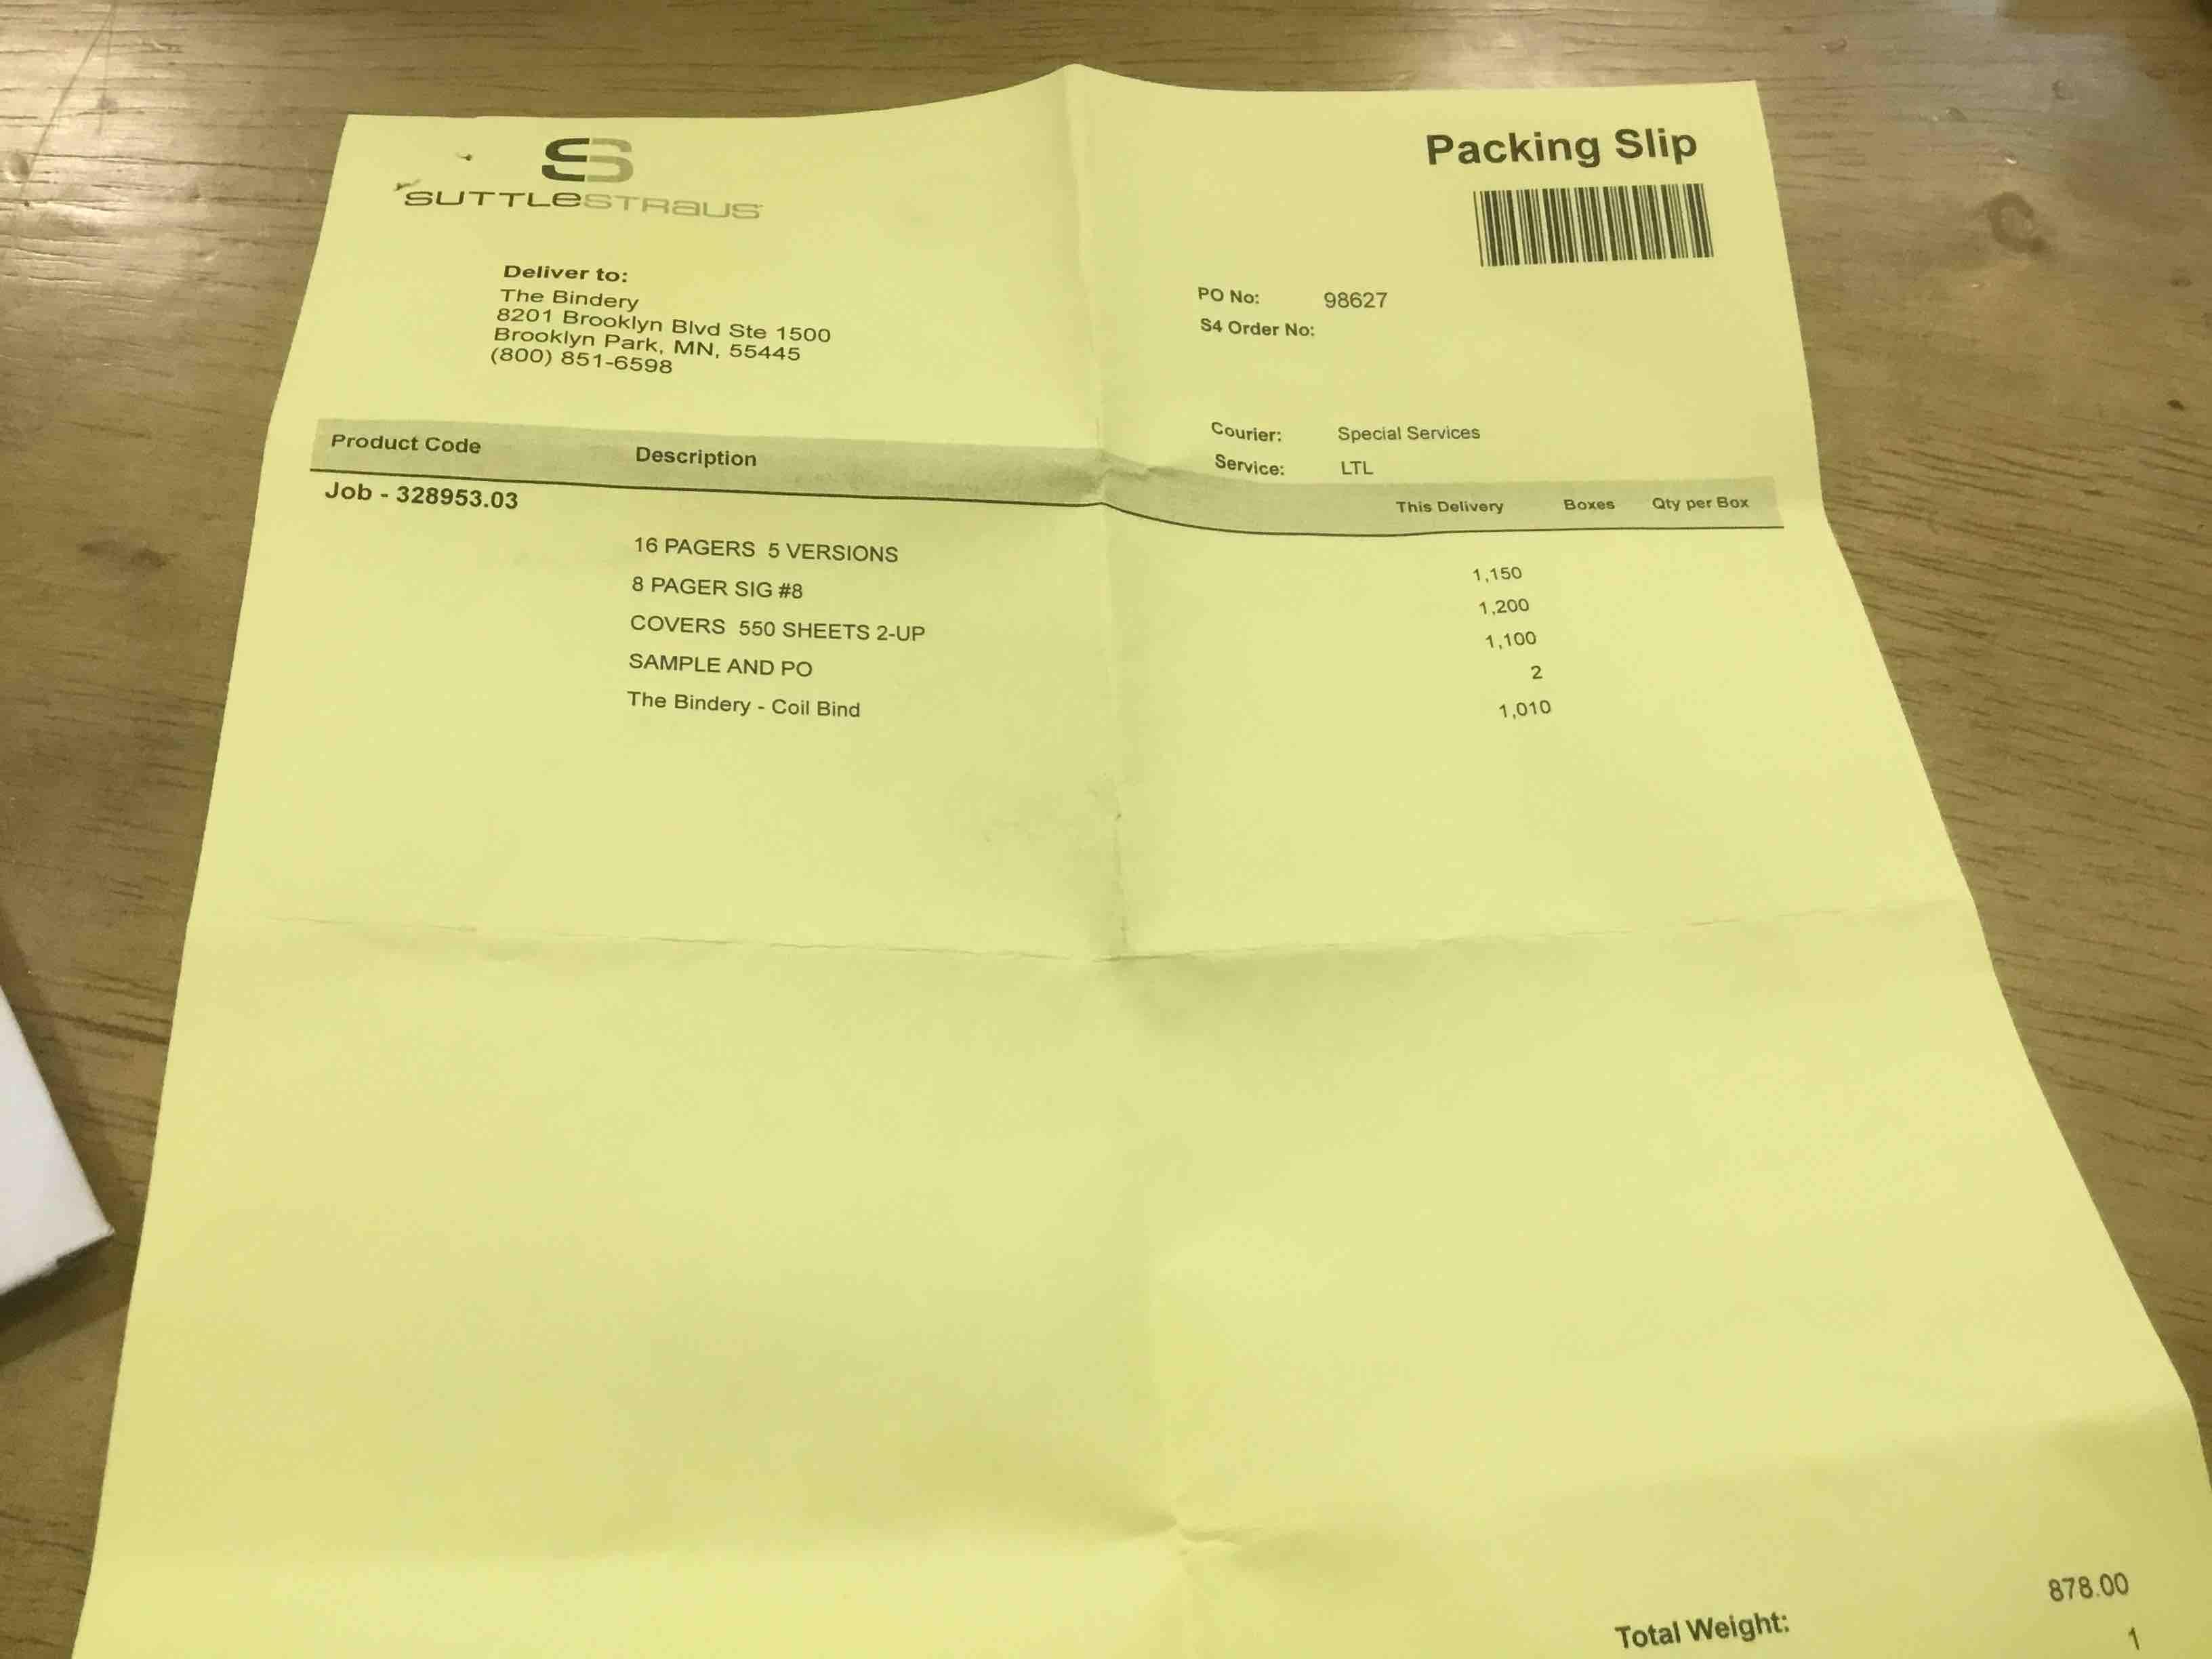 SUTTLESTRAUS
Packing Slip
Deliver to:
The Bindery
8201 Brooklyn Blvd Ste 1500
Brooklyn Park, MN, 55445
(800) 851-6598
PO No: 98627
S4 Order No:
Courier: Special Services
Service: LTL
Product Code Description This Delivery Boxes Qty per Box
Job - 328953.03
16 PAGERS 5 VERSIONS 1,150
8 PAGER SIG #8 1,200
COVERS 550 SHEETS 2-UP 1,100
SAMPLE AND PO 2
The Bindery - Coil Bind 1,010
Total Weight: 878.00
1